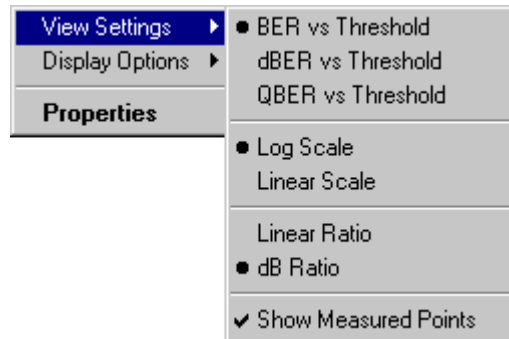 View Settings
Display Options
Properties
BER vs Threshold
dBER vs Threshold
QBER vs Threshold
Log Scale
Linear Scale
Linear Ratio
dB Ratio
Show Measured Points